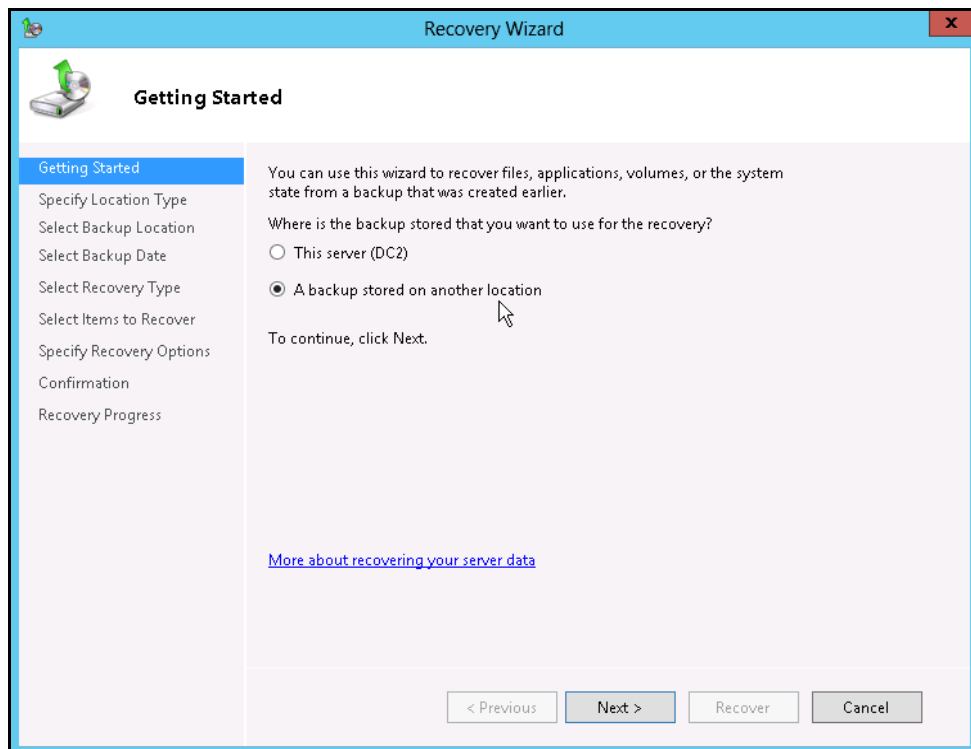 Recovery Wizard
x
Getting Started
Getting Started
Specify Location Type
Select Backup Location
Select Backup Date
Select Recovery Type
Select Items to Recover
Specify Recovery Options
Confirmation
Recovery Progress
You can use this wizard to recover files, applications, volumes, or the system
state from a backup that was created earlier.
Where is the backup stored that you want to use for the recovery?
This server (DC2)
A backup stored on another location
To continue, click Next.
More about recovering your server data
< Previous
Next >
Recover
Cancel